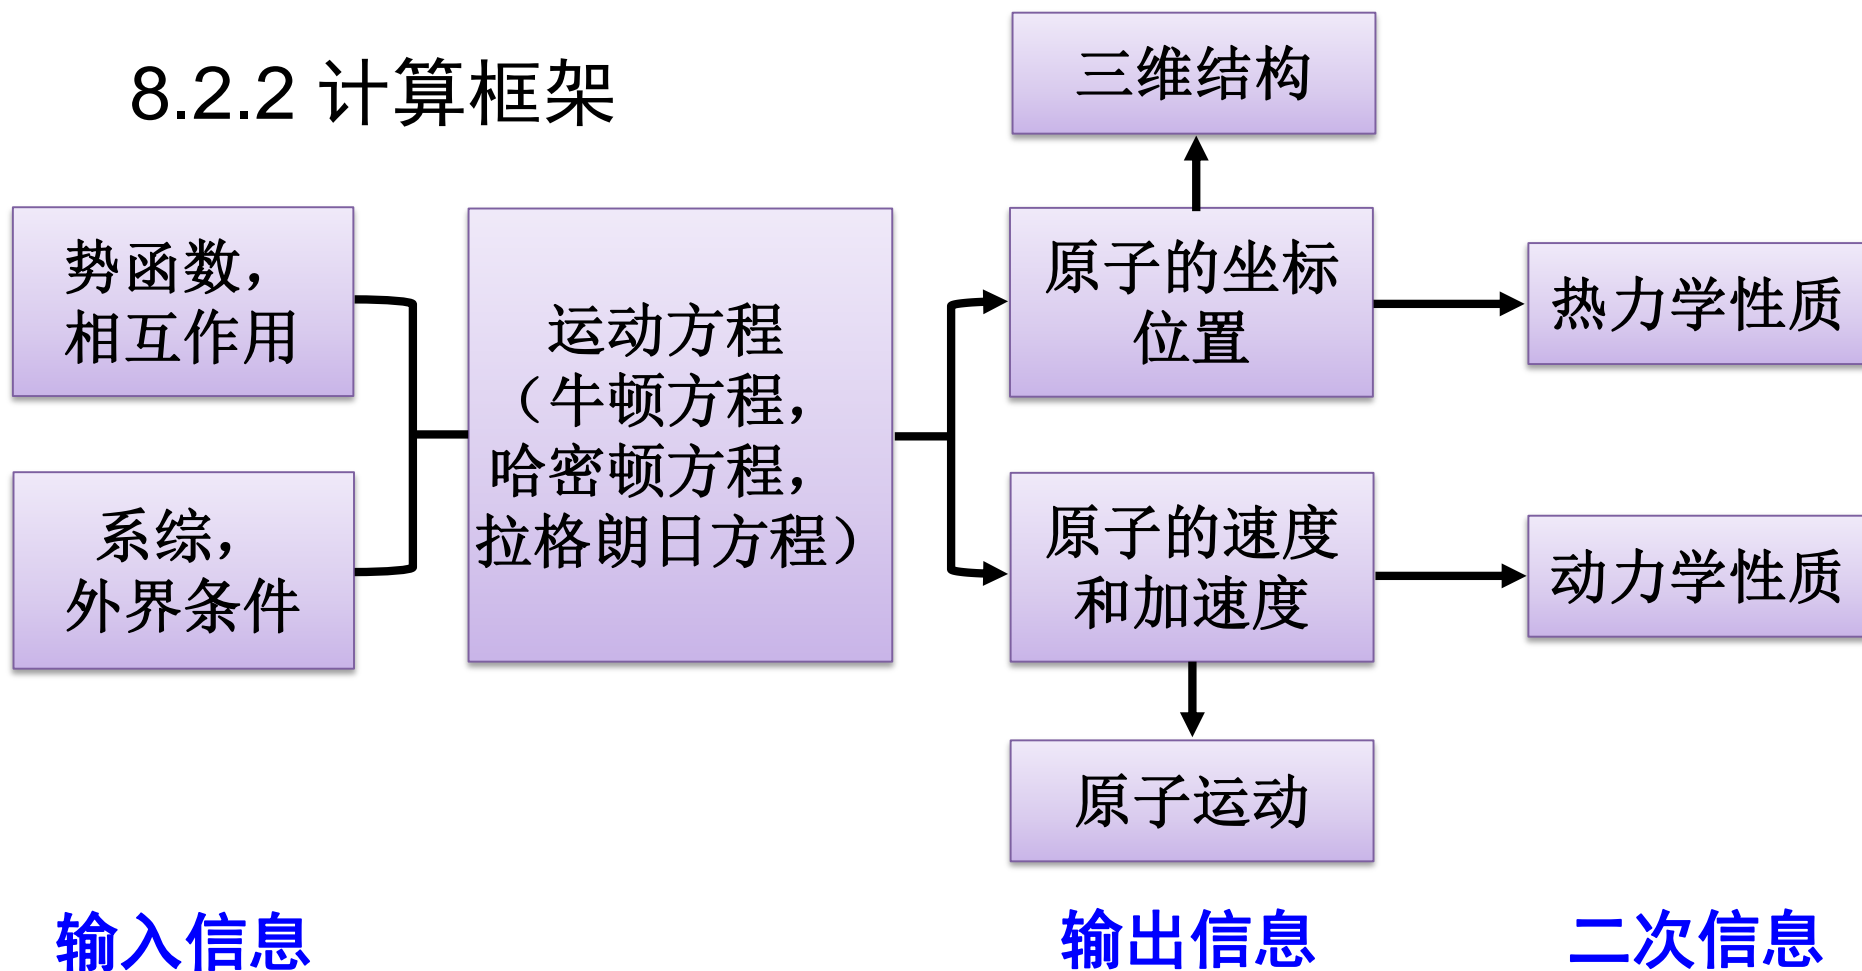 8.2.2 计算框架
三维结构
势函数，
相互作用
系综，
外界条件
运动方程
（牛顿方程，
哈密顿方程，
拉格朗日方程）
原子的坐标
位置
热力学性质
原子的速度
和加速度
动力学性质
原子运动
输入信息
输出信息
二次信息